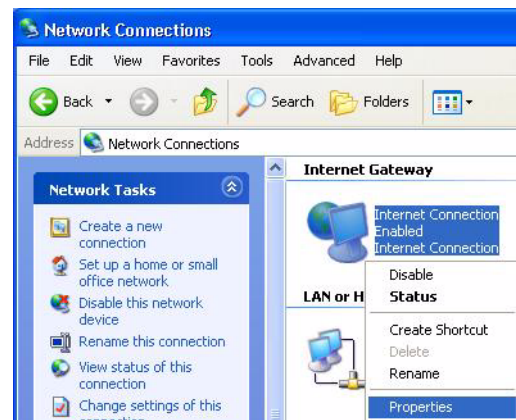 Network Connections
File Edit View Favorites Tools Advanced Help
Back Search Folders
Address Network Connections
Network Tasks
Create a new
connection
Set up a home or small
office network
Disable this network
device
Rename this connection
View status of this
connection
Change settings of this
Internet Gateway
Internet Connection
Enabled
Internet Connection
LAN or H
Disable
Status
Create Shortcut
Delete
Rename
Properties